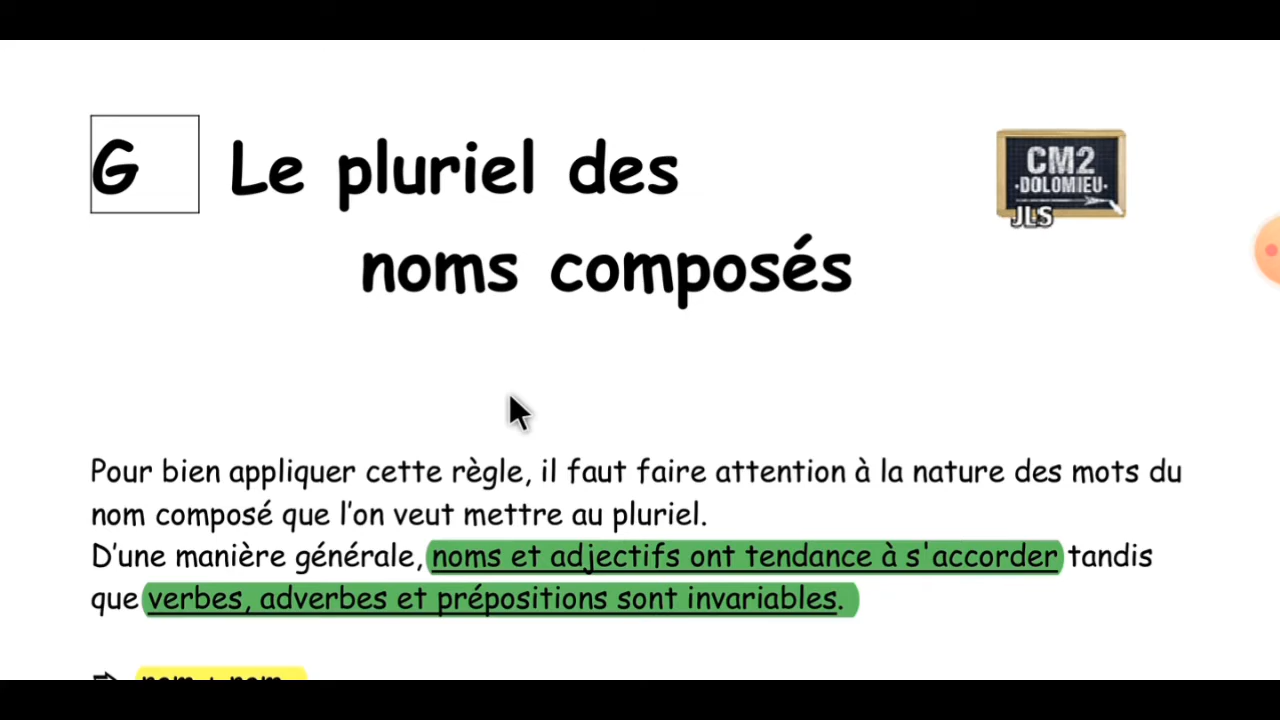 G Le pluriel des
noms composés
CM2
·DOLOMIEU·
JLS
Pour bien appliquer cette règle, il faut faire attention à la nature des mots du
nom composé que l'on veut mettre au pluriel.
D'une manière générale, noms et adjectifs ont tendance à s'accorder tandis
que verbes, adverbes et prépositions sont invariables.
⇨ nom + nom